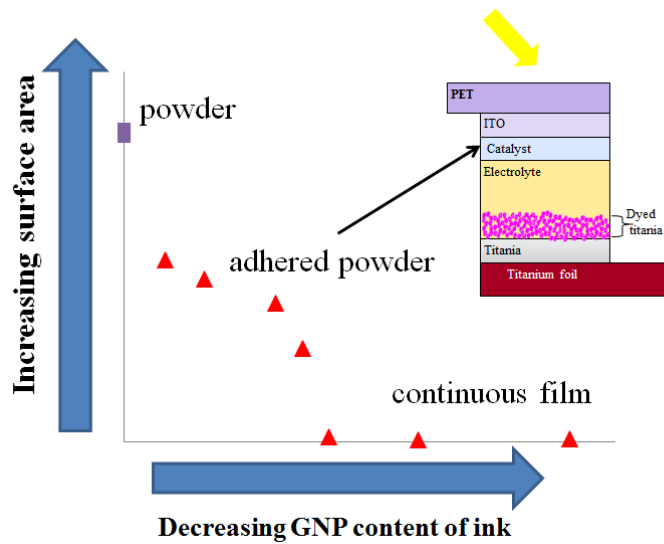 Increasing surface area
powder
adhered powder
continuous film
Decreasing GNP content of ink
PET
ITO
Catalyst
Electrolyte
Dyed
titania
Titania
Titanium foil